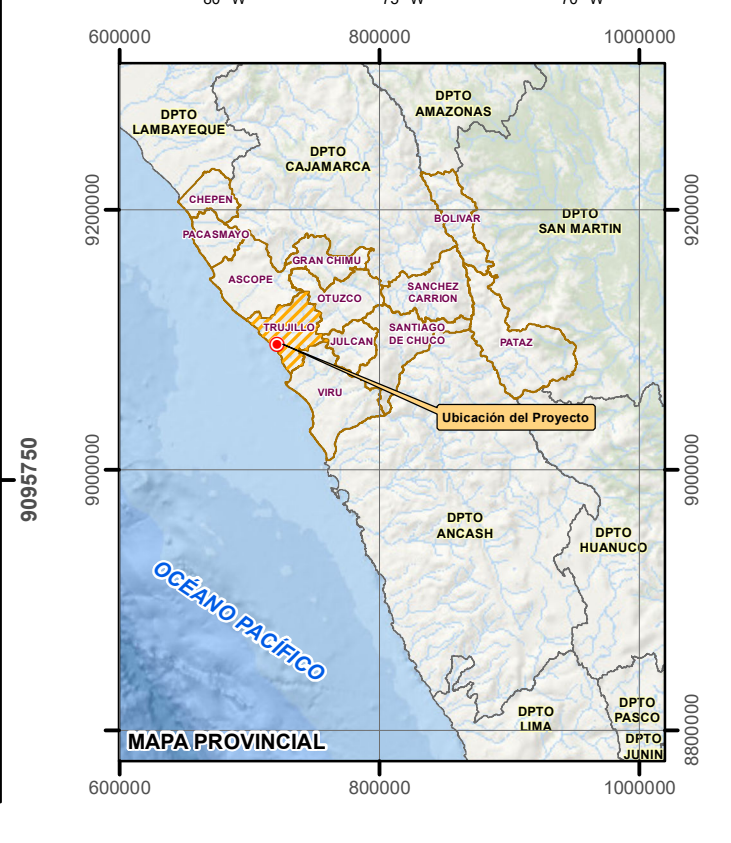 600000
800000
1000000
DPTO
AMAZONAS
DPTO
LAMBAYEQUE
DPTO
CAJAMARCA
9200000
9200000
CHEPEN
BOLIVAR
DPTO
SAN MARTIN
PACASMAYO
GRAN CHIMU
ASCOPE
SANCHEZ
CARRION
OTUZCO
TRUJILLO
SANTIAGO
DE CHUCO
JULCAN
PATAZ
VIRU
Ubicación del Proyecto
9095750
9000000
9000000
DPTO
ANCASH
DPTO
HUANUCO
OCÉANO PACÍFICO
DPTO
LIMA
DPTO
PASCO
8800000
DPTO
JUNIN
MAPA PROVINCIAL
600000
800000
1000000